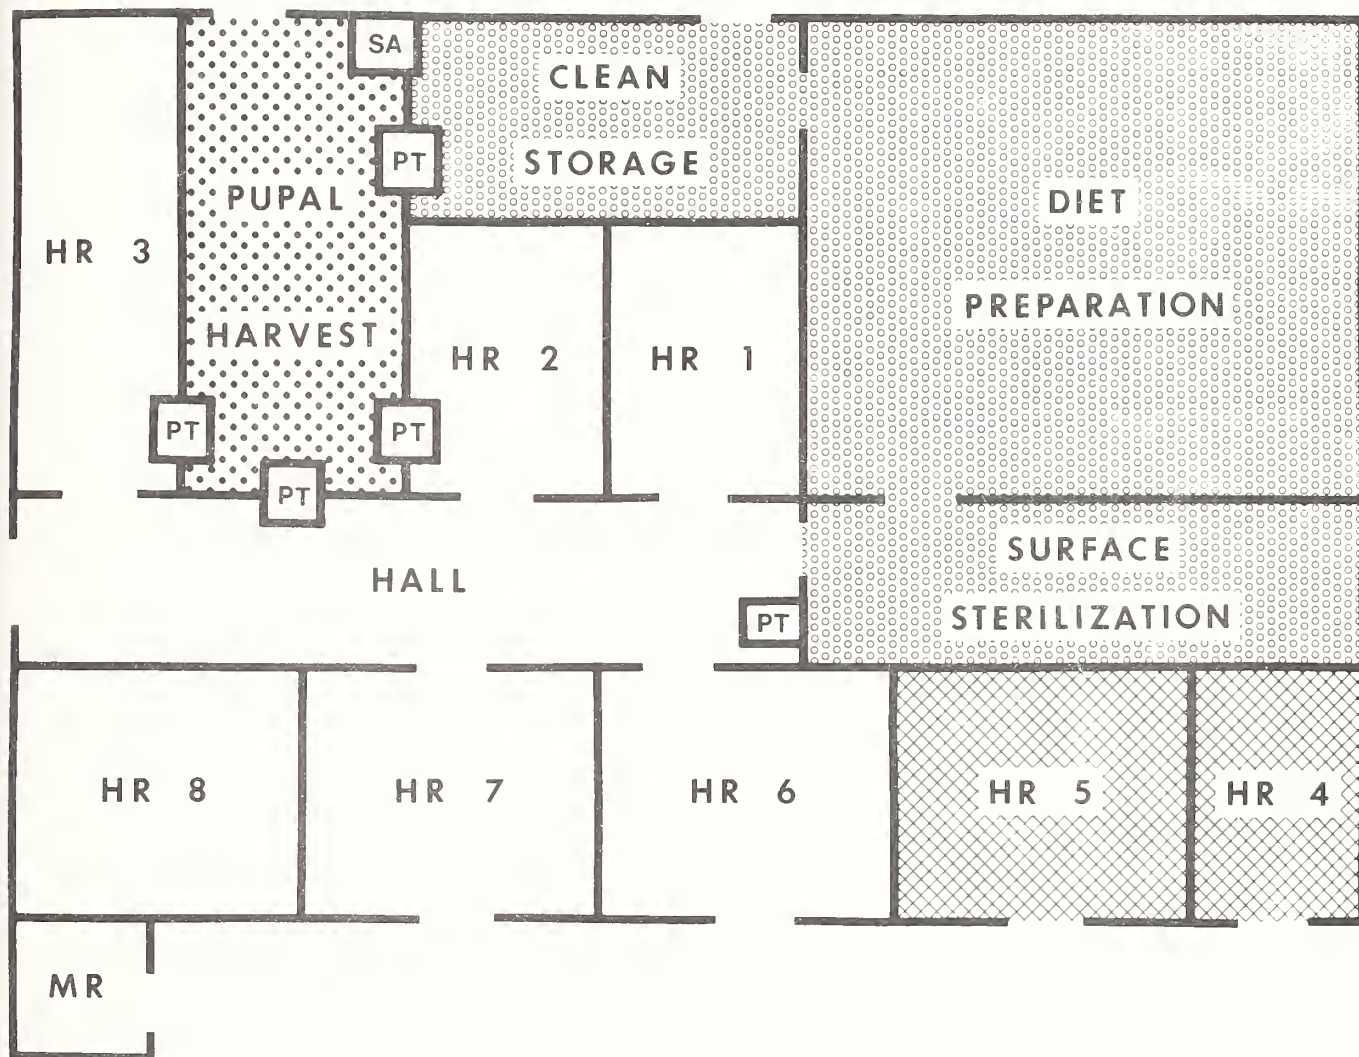 SA
CLEAN
STORAGE
PT
PUPAL
HARVEST
HR 3
DIET
PREPARATION
HR 2
HR 1
PT
PT
PT
HALL
SURFACE
STERILIZATION
PT
HR 8
HR 7
HR 6
HR 5
HR 4
MR